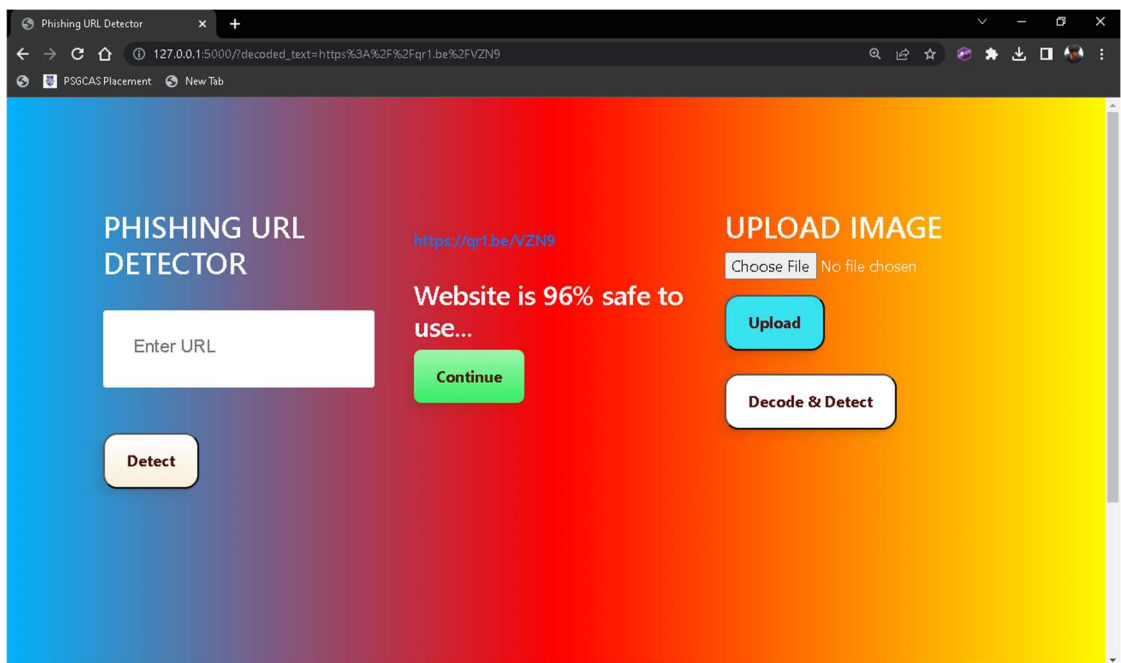 Phishing URL Detector
127.0.0.1:5000/?decoded_text=https%3A%2F%2Fqr1.be%2FVZN9
PSGCAS Placement
New Tab
PHISHING URL
DETECTOR
Enter URL
Detect
https://qr1.be/VZN9
Website is 96% safe to
use...
Continue
UPLOAD IMAGE
Choose File No file chosen
Upload
Decode & Detect